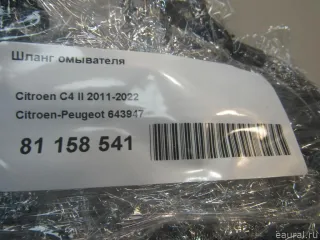 Шланг омывателя
Citroen C4 II 2011-2022
Citroen-Peugeot 643947
81 158 541
eaural.ru